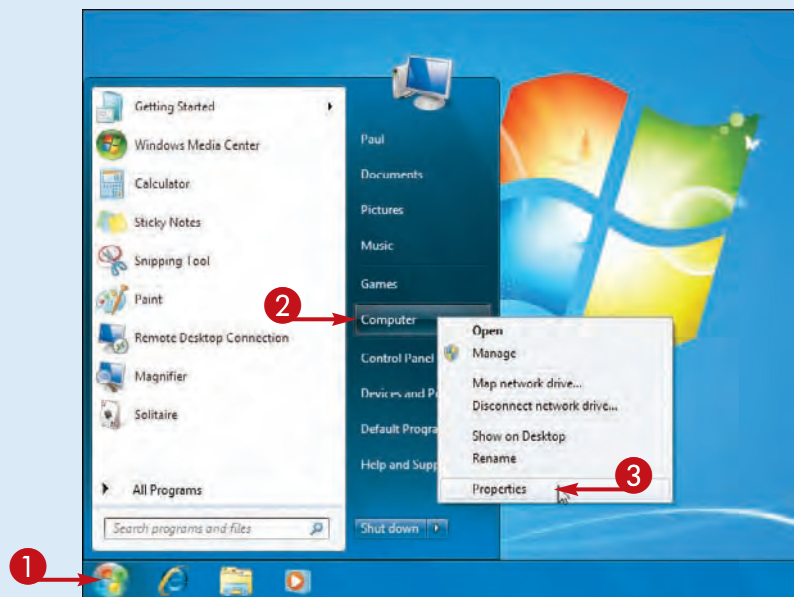 Getting Started
Windows Media Center
Calculator
Sticky Notes
Snipping Tool
Paint
Remote Desktop Connection
Magnifier
Solitaire
All Programs
Search programs and files
Paul
Documents
Pictures
Music
Games
2
Computer
Control Panel
Devices and P
Default Progra
Help and Supp
Shut down
Open
Manage
Map network drive...
Disconnect network drive...
Show on Desktop
Rename
Properties
3
1